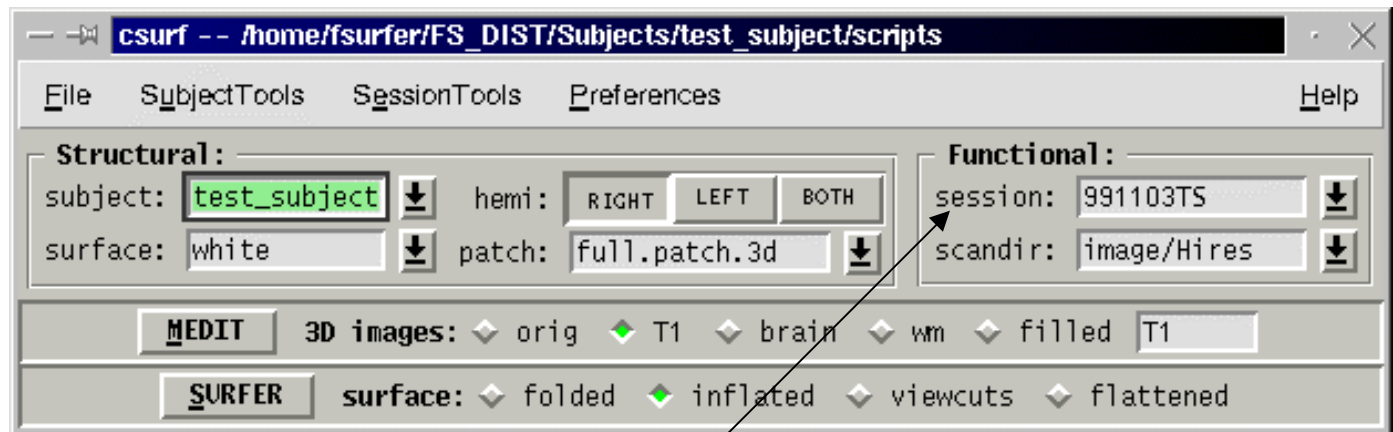 csurf -- /home/fsurfer/FS_DIST/Subjects/test_subject/scripts
File SubjectTools SessionTools Preferences Help
Structural: Functional:
subject: test_subject hemi: RIGHT LEFT BOTH session: 991103TS
surface: white patch: full.patch.3d scandir: image/Hires
MEDIT 3D images: orig T1 brain wm filled T1
SURFER surface: folded inflated viewcuts flattened